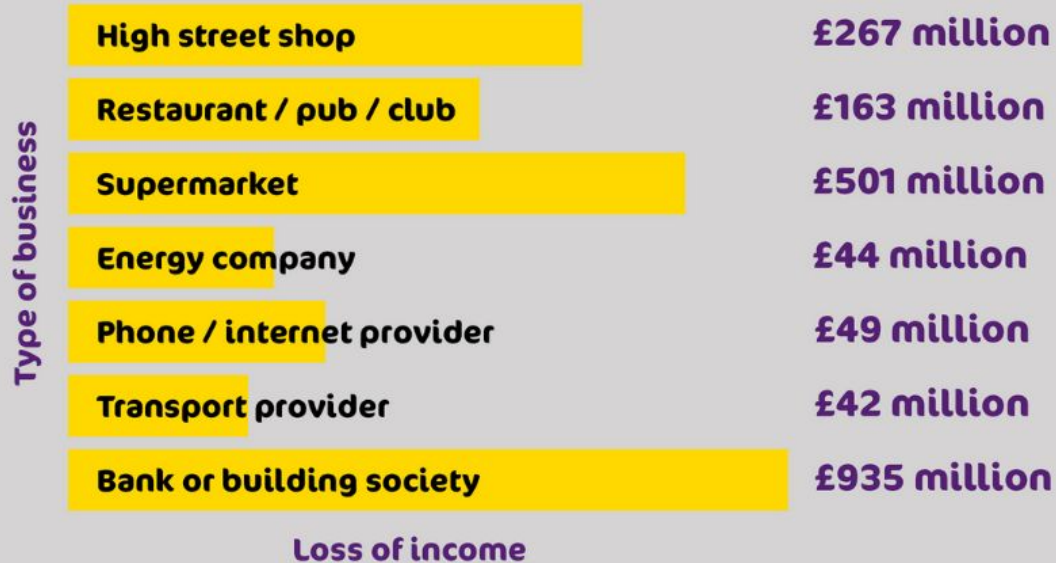 Type of business
High street shop £267 million
Restaurant / pub / club £163 million
Supermarket £501 million
Energy company £44 million
Phone / internet provider £49 million
Transport provider £42 million
Bank or building society £935 million
Loss of income